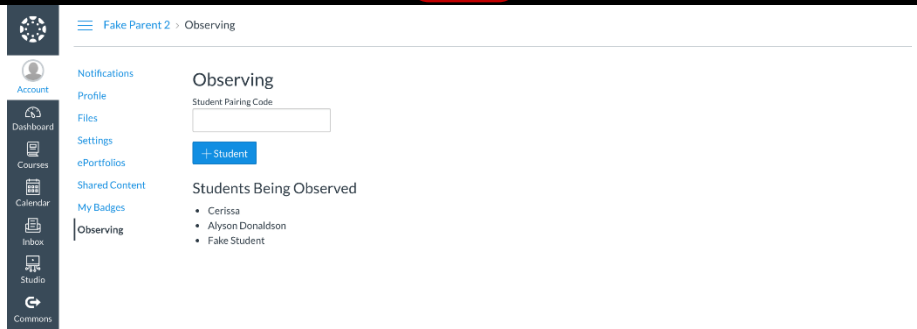 Fake Parent 2 > Observing
Account
Dashboard
Courses
Calendar
Inbox
Studio
Commons
Notifications
Profile
Files
Settings
ePortfolios
Shared Content
My Badges
Observing
Observing
Student Pairing Code
+ Student
Students Being Observed
• Cerissa
• Alyson Donaldson
• Fake Student